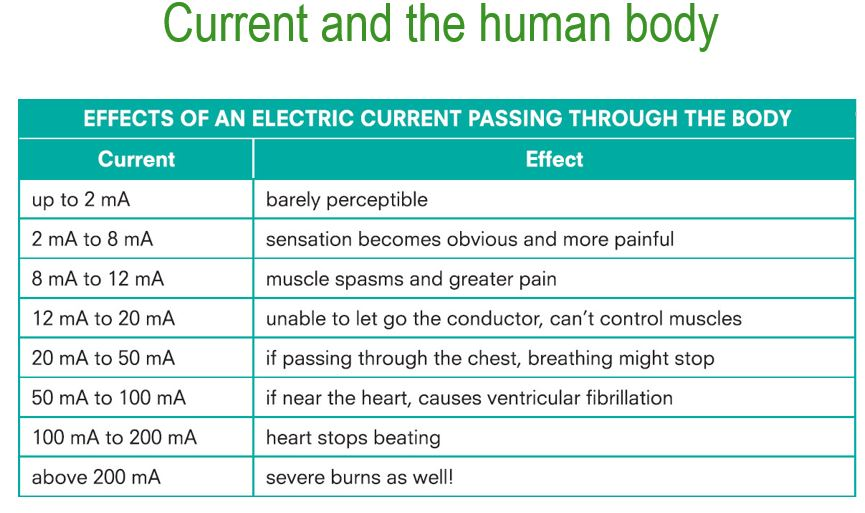 Current and the human body
EFFECTS OF AN ELECTRIC CURRENT PASSING THROUGH THE BODY
Current Effect
up to 2 mA barely perceptible
2 mA to 8 mA sensation becomes obvious and more painful
8 mA to 12 mA muscle spasms and greater pain
12 mA to 20 mA unable to let go the conductor, can't control muscles
20 mA to 50 mA if passing through the chest, breathing might stop
50 mA to 100 mA if near the heart, causes ventricular fibrillation
100 mA to 200 mA heart stops beating
above 200 mA severe burns as well!